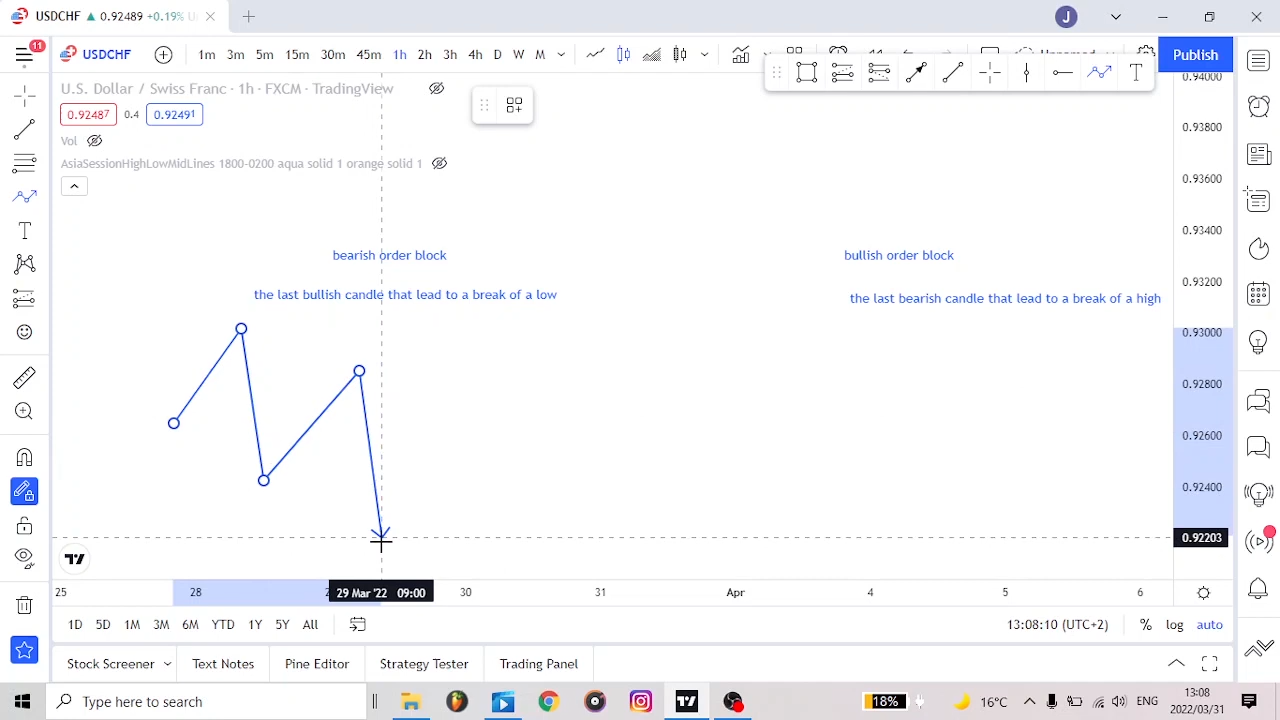 USDCHF ▲ 0.92489 +0.19%
J
11
USDCHF 1m 3m 5m 15m 30m 45m 1h 2h 3h 4h D W M
Publish
U.S. Dollar / Swiss Franc · 1h · FXCM · TradingView
0.92487 0.4 0.92491
Vol
AsiaSessionHighLowMidLines 1800-0200 aqua solid 1 orange solid 1
bearish order block
bullish order block
the last bullish candle that lead to a break of a low
the last bearish candle that lead to a break of a high
0.94000
0.93800
0.93600
0.93400
0.93200
0.93000
0.92800
0.92600
0.92400
0.92203
25 28 29 Mar '22 09:00 30 31 Apr 4 5 6
1D 5D 1M 3M 6M YTD 1Y 5Y All
13:08:10 (UTC+2) % log auto
Stock Screener Text Notes Pine Editor Strategy Tester Trading Panel
Type here to search
18% 16°C ENG 13:08
2022/03/31